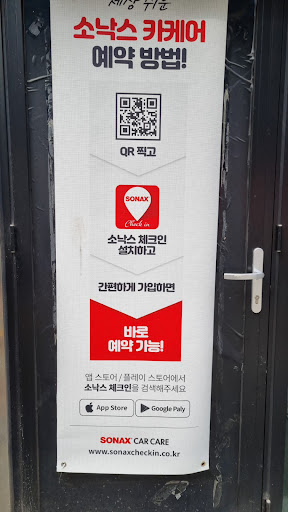 세상 쉬운
소낙스 카케어
예약 방법!
QR 찍고
SONAX
Check in
소낙스 체크인
설치하고
간편하게 가입하면
바로
예약 가능!
앱 스토어 / 플레이 스토어에서
소낙스 체크인을 검색해주세요
App Store
Google Paly
SONAX CAR CARE
www.sonaxcheckin.co.kr